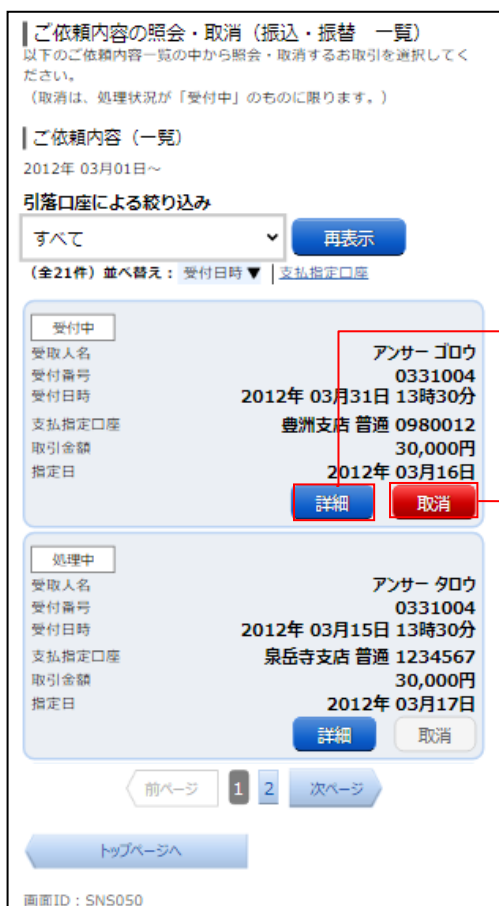 ご依頼内容の照会・取消（振込・振替　一覧）
以下のご依頼内容一覧の中から照会・取消するお取引を選択してく
ださい。
（取消は、処理状況が「受付中」のものに限ります。）
ご依頼内容（一覧）
2012年 03月01日～
引落口座による絞り込み
すべて 再表示
（全21件）並べ替え： 受付日時▼ | 支払指定口座
受付中
受取人名 アンサー ゴロウ
受付番号 0331004
受付日時 2012年 03月31日 13時30分
支払指定口座 豊洲支店 普通 0980012
取引金額 30,000円
指定日 2012年 03月16日
詳細 取消
処理中
受取人名 アンサー タロウ
受付番号 0331004
受付日時 2012年 03月15日 13時30分
支払指定口座 泉岳寺支店 普通 1234567
取引金額 30,000円
指定日 2012年 03月17日
詳細 取消
前ページ 1 2 次ページ
トップページへ
画面ID：SNS050